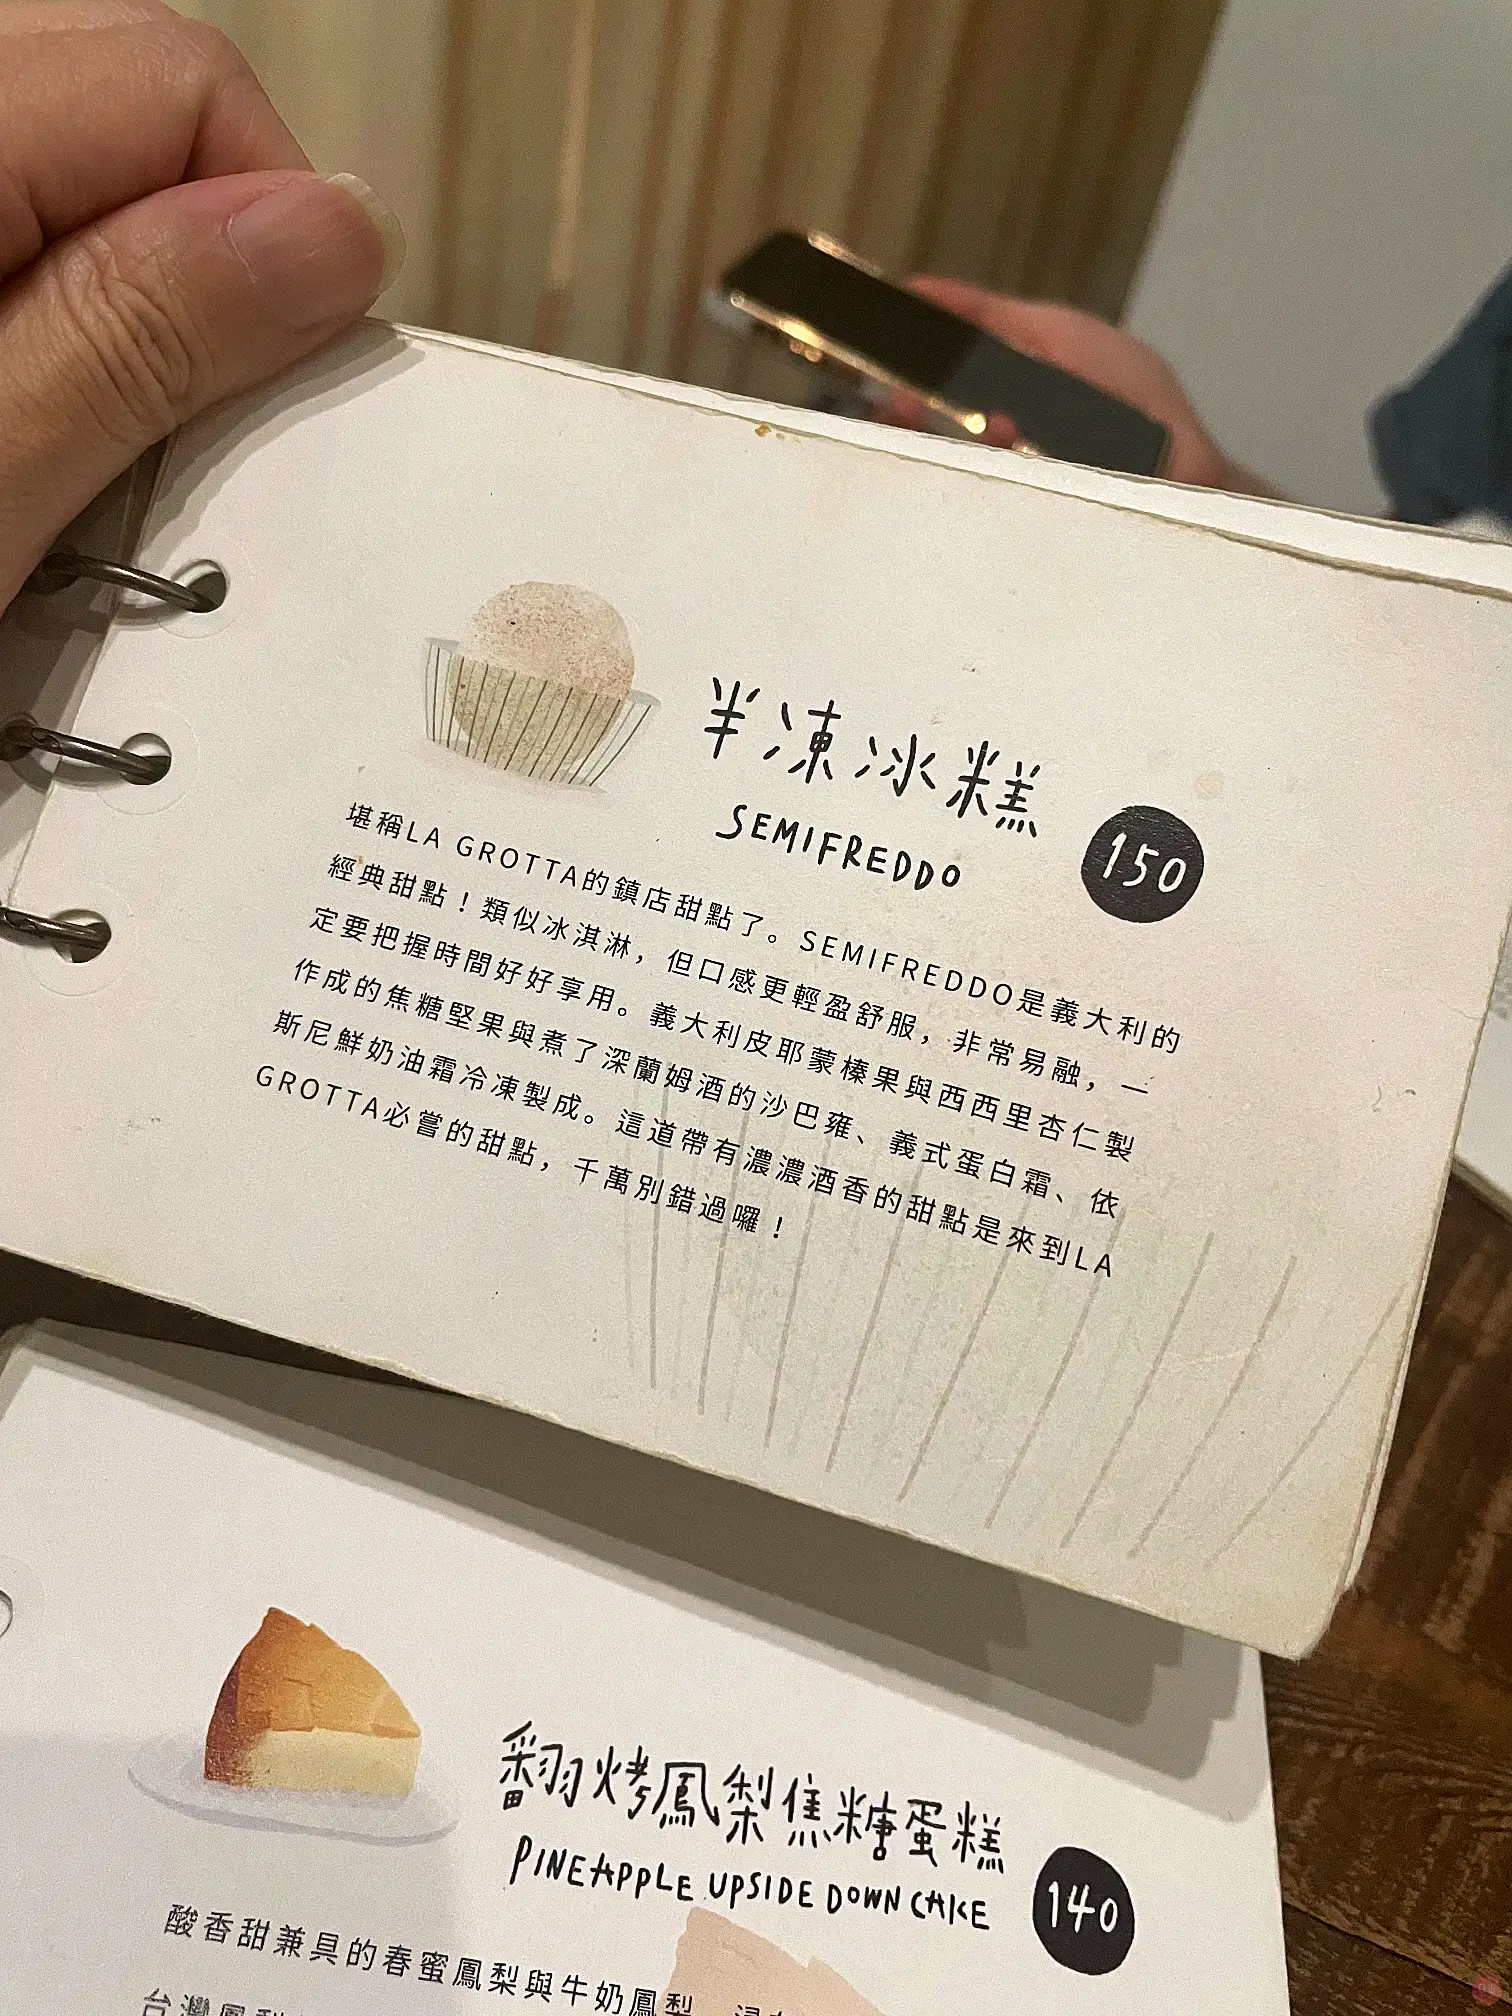 半凍冰糕
SEMIFREDDO
150
堪稱LA GROTTA的鎮店甜點了。SEMIFREDDO是義大利的
經典甜點！類似冰淇淋，但口感更輕盈舒服，非常易融，一
定要把握時間好好享用。義大利皮耶蒙榛果與西西里杏仁製
作成的焦糖堅果與煮了深蘭姆酒的沙巴雍、義式蛋白霜、依
斯尼鮮奶油霜冷凍製成。這道帶有濃濃酒香的甜點是來到LA
GROTTA必嘗的甜點，千萬別錯過囉！
翻烤鳳梨焦糖蛋糕
PINEAPPLE UPSIDE DOWN CAKE
140
酸香甜兼具的春蜜鳳梨與牛奶鳳梨
台灣鳳梨